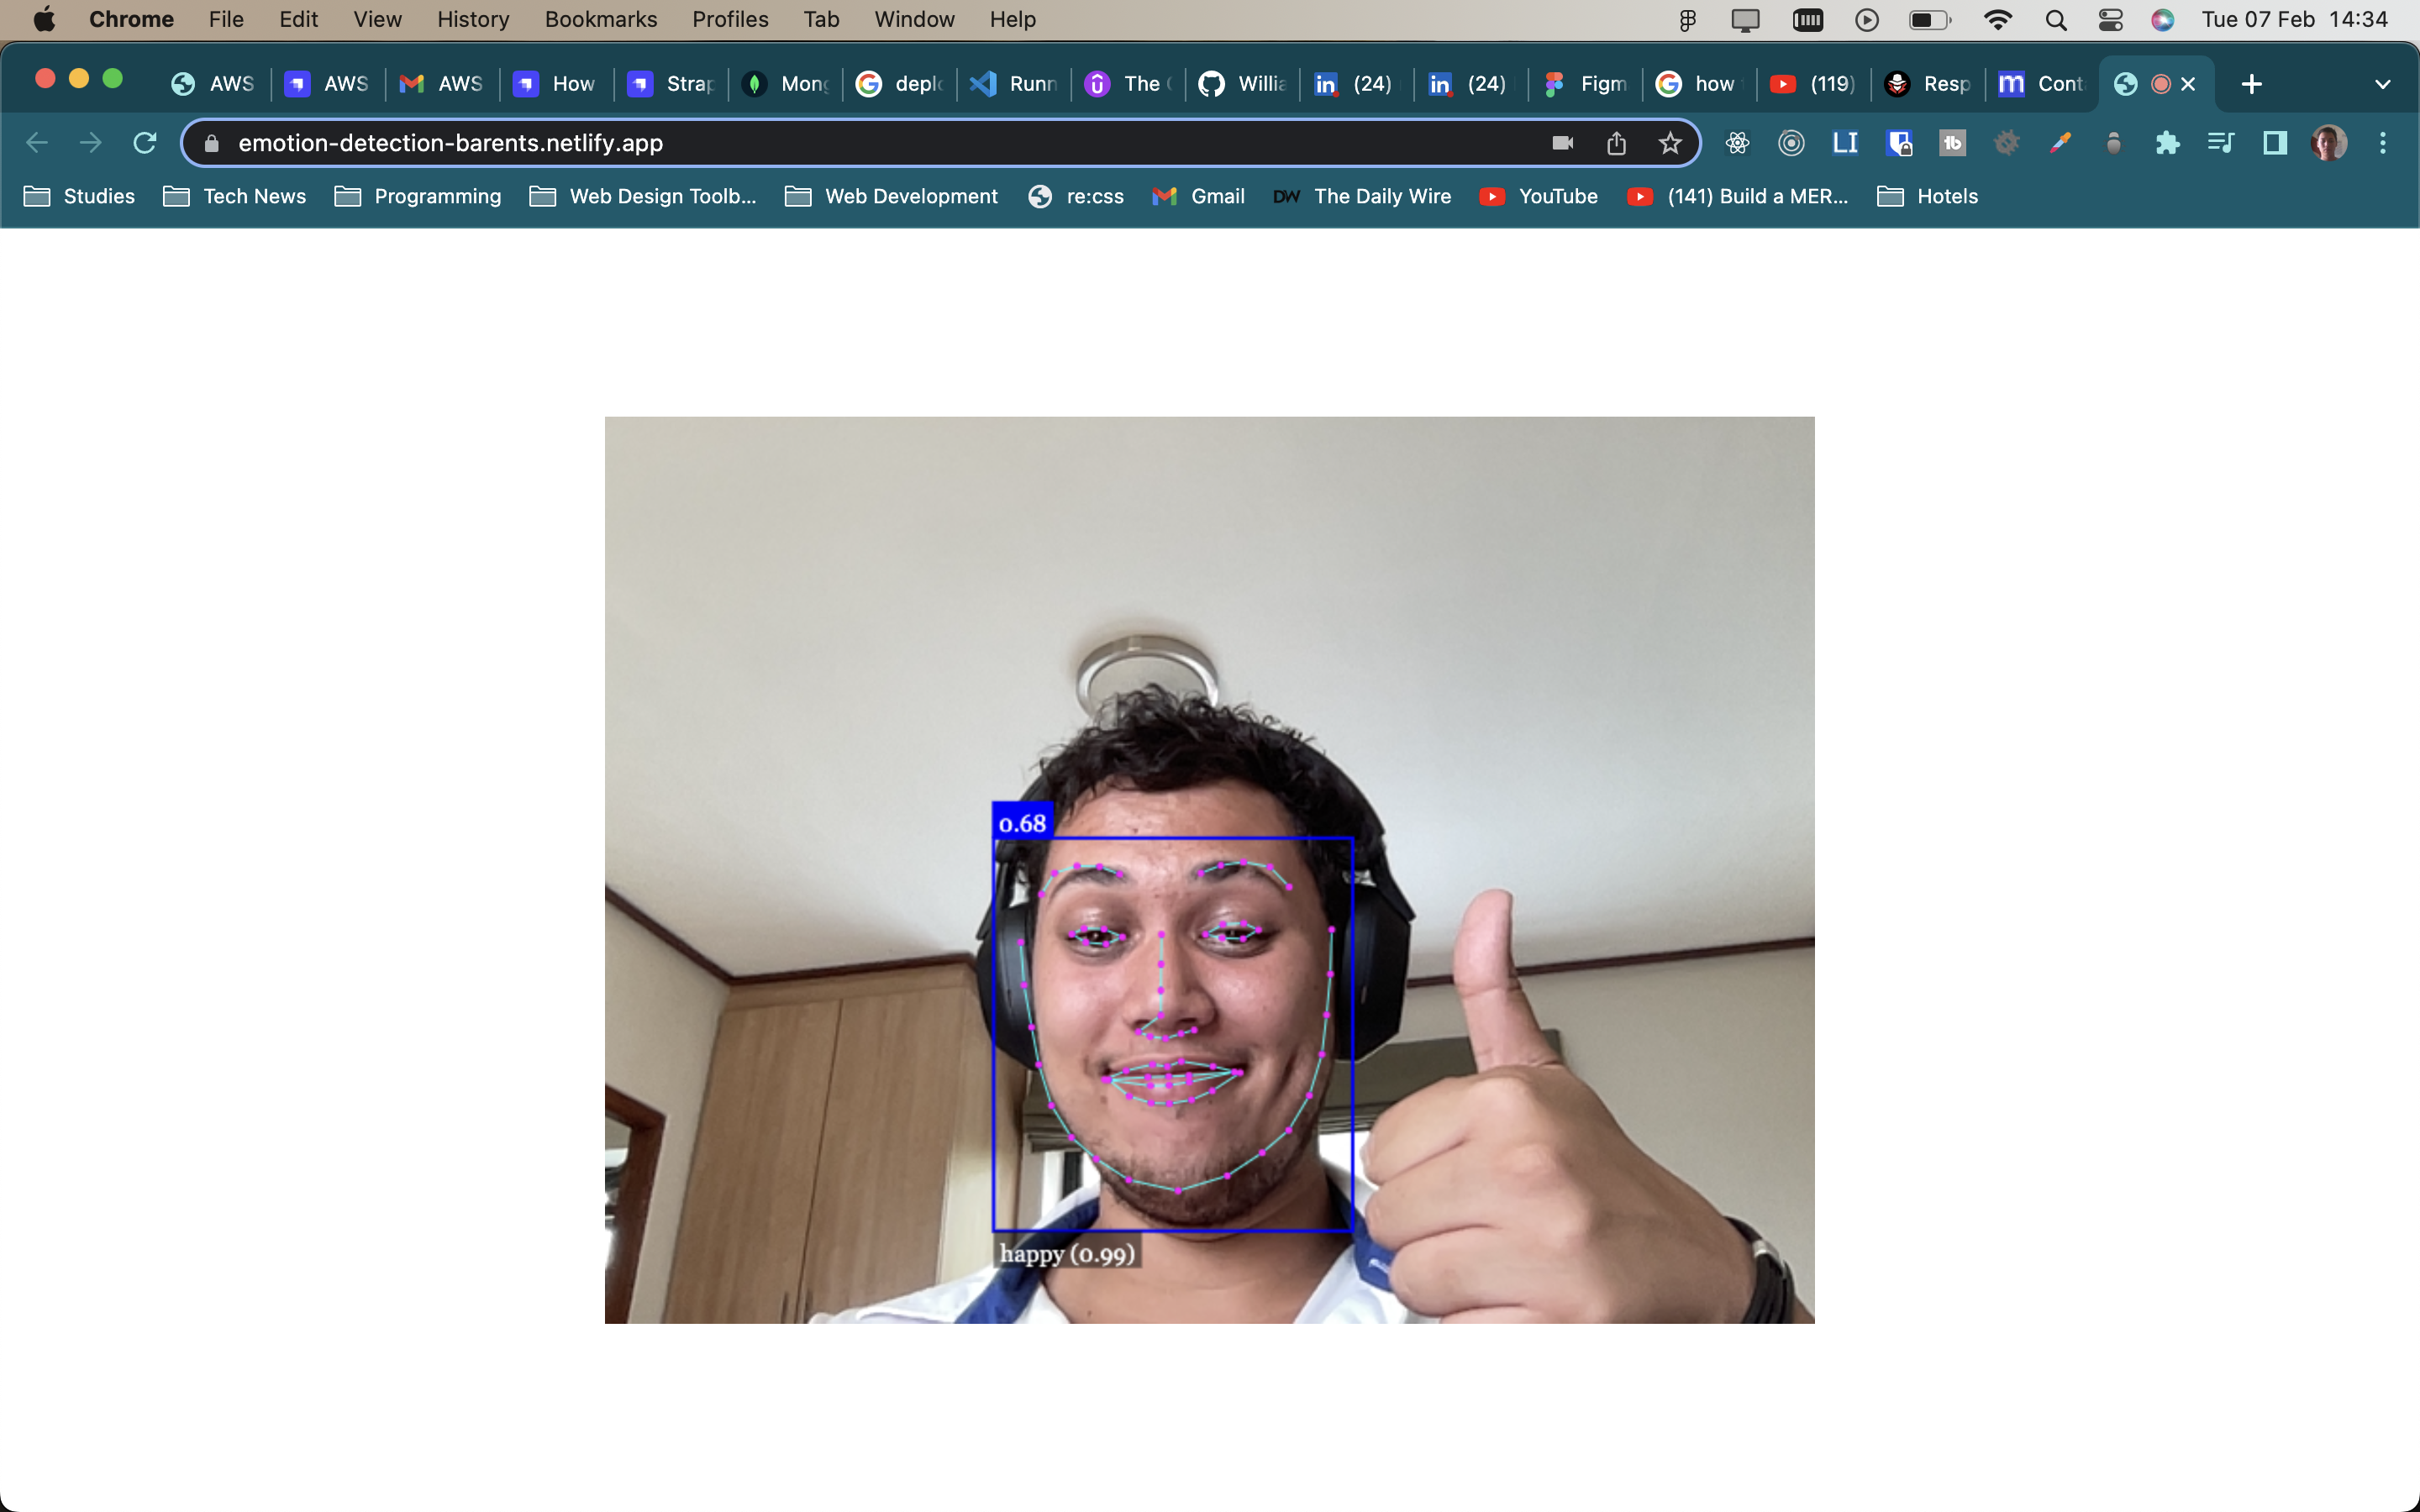 Chrome File Edit View History Bookmarks Profiles Tab Window Help Tue 07 Feb 14:34
AWS AWS AWS How Strap Mong deplo Runn The Willia (24) (24) Figm how (119) Resp Cont
emotion-detection-barents.netlify.app LI tb
Studies Tech News Programming Web Design Toolb... Web Development re:css Gmail DW The Daily Wire YouTube (141) Build a MER... Hotels
0.68
happy (0.99)